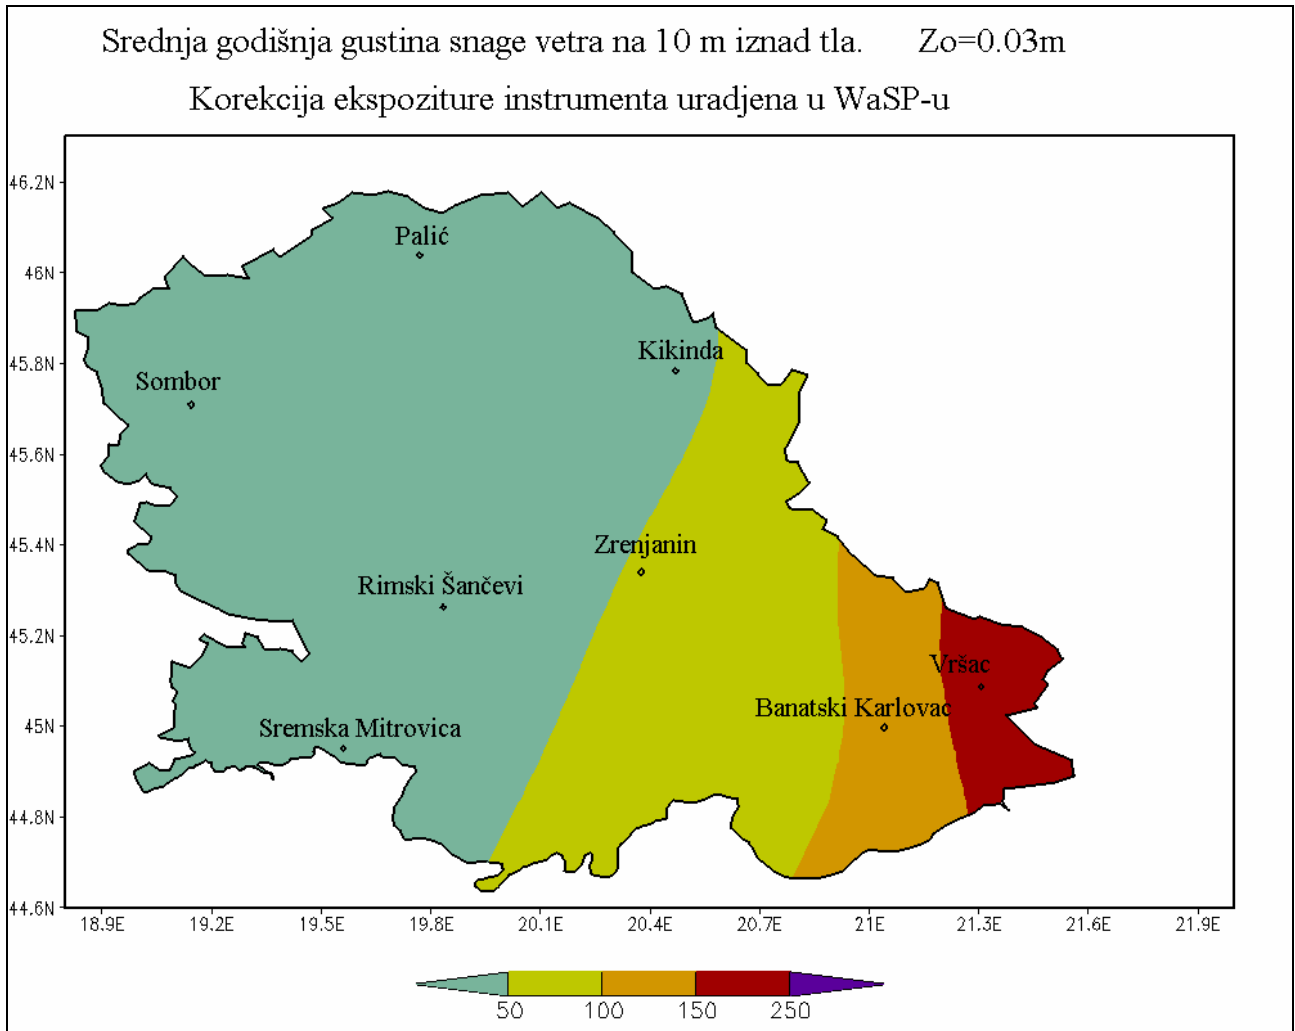 Srednja godišnja gustina snage vetra na 10 m iznad tla. Zo=0.03m
Korekcija ekspoziture instrumenta uradjena u WaSP-u
46.2N
Palić
46N
Kikinda
45.8N
Sombor
45.6N
Zrenjanin
45.4N
Rimski Šančevi
45.2N
Vršac
Banatski Karlovac
45N
Sremska Mitrovica
44.8N
44.6N
18.9E 19.2E 19.5E 19.8E 20.1E 20.4E 20.7E 21E 21.3E 21.6E 21.9E
50 100 150 250